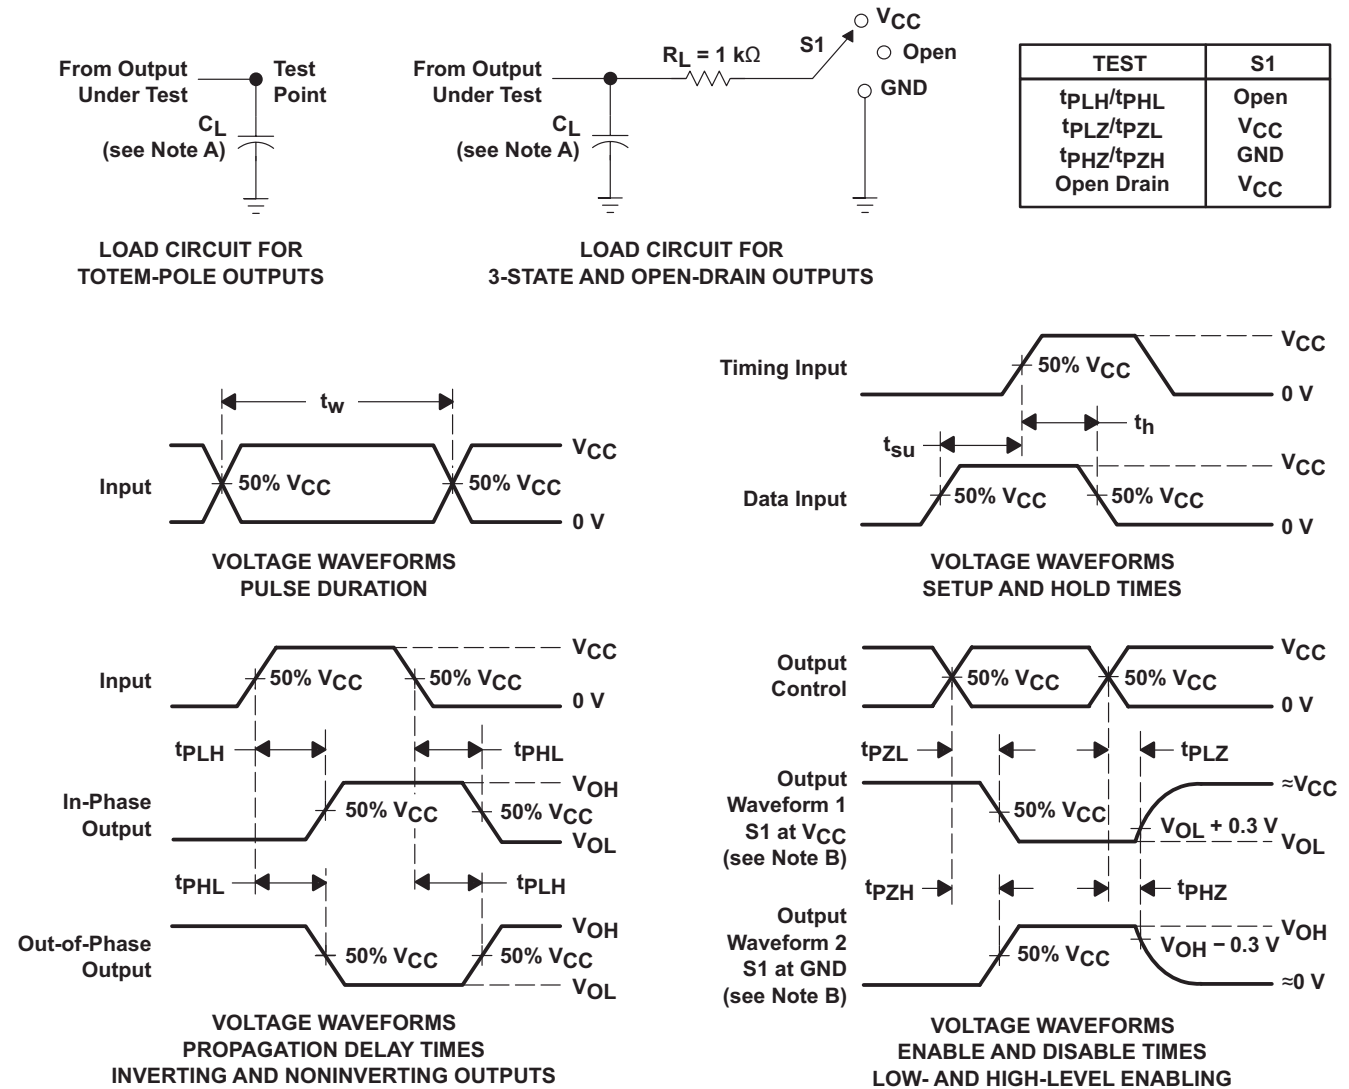 From Output
Under Test
Test
Point
CL
(see Note A)
LOAD CIRCUIT FOR
TOTEM-POLE OUTPUTS
From Output
Under Test
RL = 1 kΩ
S1
VCC
Open
GND
CL
(see Note A)
LOAD CIRCUIT FOR
3-STATE AND OPEN-DRAIN OUTPUTS
TEST S1
tPLH/tPHL Open
tPLZ/tPZL VCC
tPHZ/tPZH GND
Open Drain VCC
tw
Input
50% VCC
50% VCC
VCC
0 V
VOLTAGE WAVEFORMS
PULSE DURATION
Timing Input
50% VCC
VCC
0 V
th
tsu
Data Input
50% VCC
50% VCC
VCC
0 V
VOLTAGE WAVEFORMS
SETUP AND HOLD TIMES
Input
50% VCC
50% VCC
VCC
0 V
tPLH
tPHL
In-Phase
Output
50% VCC
50% VCC
VOH
VOL
tPHL
tPLH
Out-of-Phase
Output
50% VCC
50% VCC
VOH
VOL
VOLTAGE WAVEFORMS
PROPAGATION DELAY TIMES
INVERTING AND NONINVERTING OUTPUTS
Output
Control
50% VCC
50% VCC
VCC
0 V
tPZL
tPLZ
Output
Waveform 1
S1 at VCC
(see Note B)
50% VCC
VOL + 0.3 V
≈VCC
VOL
tPZH
tPHZ
Output
Waveform 2
S1 at GND
(see Note B)
50% VCC
VOH − 0.3 V
VOH
≈0 V
VOLTAGE WAVEFORMS
ENABLE AND DISABLE TIMES
LOW- AND HIGH-LEVEL ENABLING